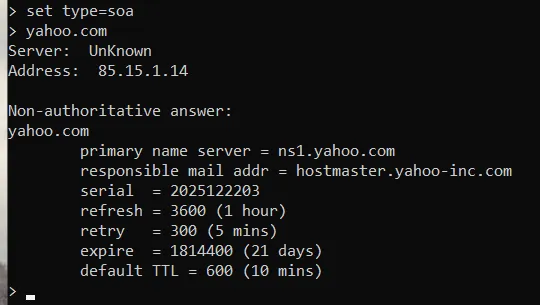 > set type=soa
> yahoo.com
Server:  UnKnown
Address:  85.15.1.14

Non-authoritative answer:
yahoo.com
        primary name server = ns1.yahoo.com
        responsible mail addr = hostmaster.yahoo-inc.com
        serial  = 2025122203
        refresh = 3600 (1 hour)
        retry   = 300 (5 mins)
        expire  = 1814400 (21 days)
        default TTL = 600 (10 mins)
>